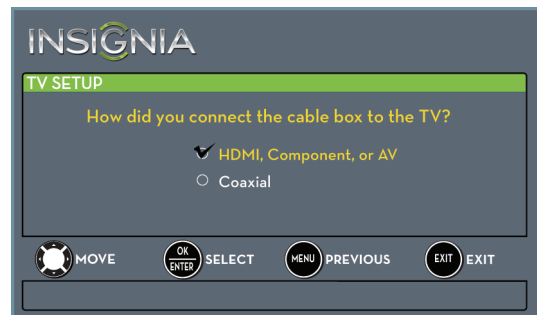 INSIGNIA
TV SETUP
How did you connect the cable box to the TV?
HDMI, Component, or AV
Coaxial
MOVE OK ENTER SELECT MENU PREVIOUS EXIT EXIT